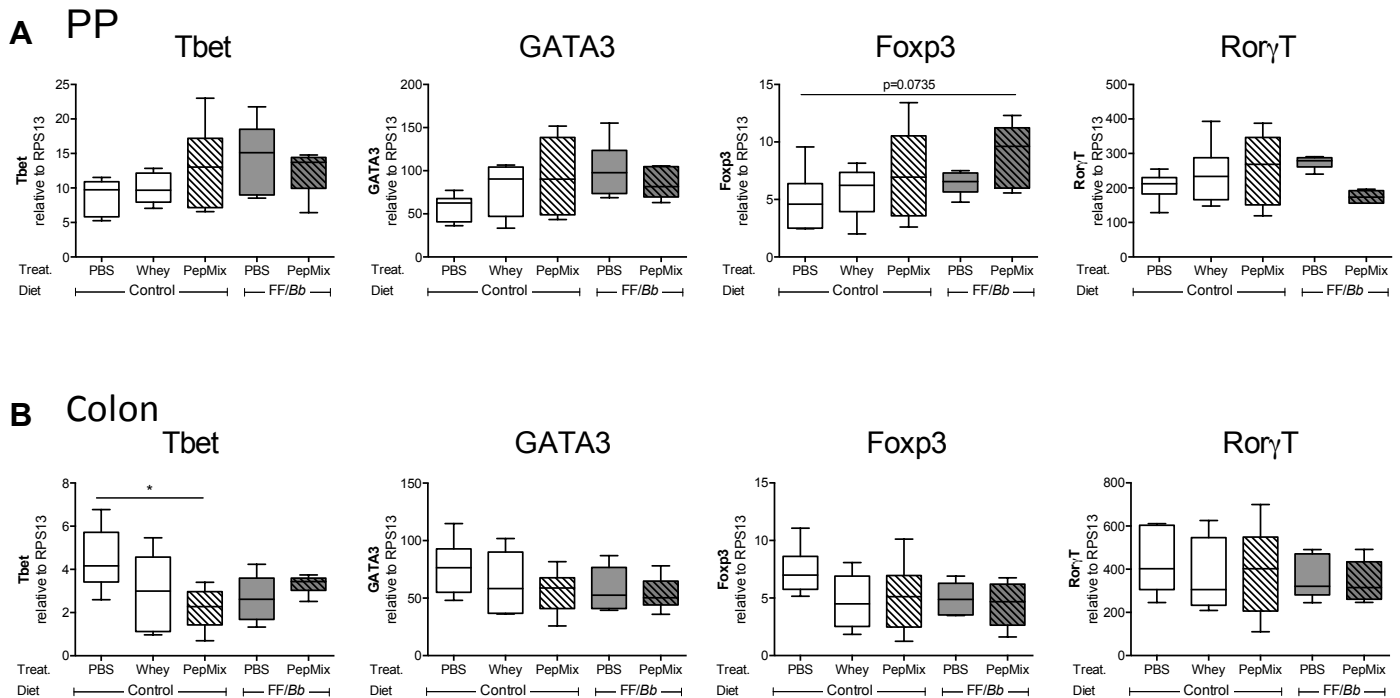 A PP
Tbet GATA3 Foxp3 RorγT
25
20
15
10
5
0
Tbet
relative to RPS13
200
150
100
50
0
GATA3
relative to RPS13
15
10
5
0
Foxp3
relative to RPS13
p=0.0735
500
400
300
200
100
0
RorγT
relative to RPS13
Treat. PBS Whey PepMix PBS PepMix
Diet Control FF/Bb
Treat. PBS Whey PepMix PBS PepMix
Diet Control FF/Bb
Treat. PBS Whey PepMix PBS PepMix
Diet Control FF/Bb
Treat. PBS Whey PepMix PBS PepMix
Diet Control FF/Bb
B Colon
Tbet GATA3 Foxp3 RorγT
8
6
4
2
0
Tbet
relative to RPS13
*
150
100
50
0
GATA3
relative to RPS13
15
10
5
0
Foxp3
relative to RPS13
800
600
400
200
0
RorγT
relative to RPS13
Treat. PBS Whey PepMix PBS PepMix
Diet Control FF/Bb
Treat. PBS Whey PepMix PBS PepMix
Diet Control FF/Bb
Treat. PBS Whey PepMix PBS PepMix
Diet Control FF/Bb
Treat. PBS Whey PepMix PBS PepMix
Diet Control FF/Bb